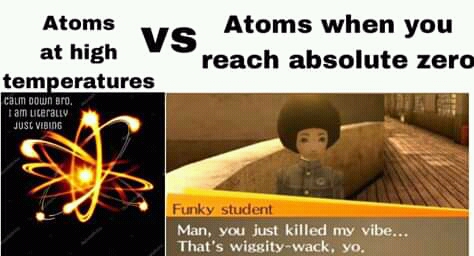 Atoms
at high
temperatures
VS
Atoms when you
reach absolute zero
calm down bro,
I am literally
just vibing
Funky student
Man, you just killed my vibe...
That's wiggity-wack, yo.